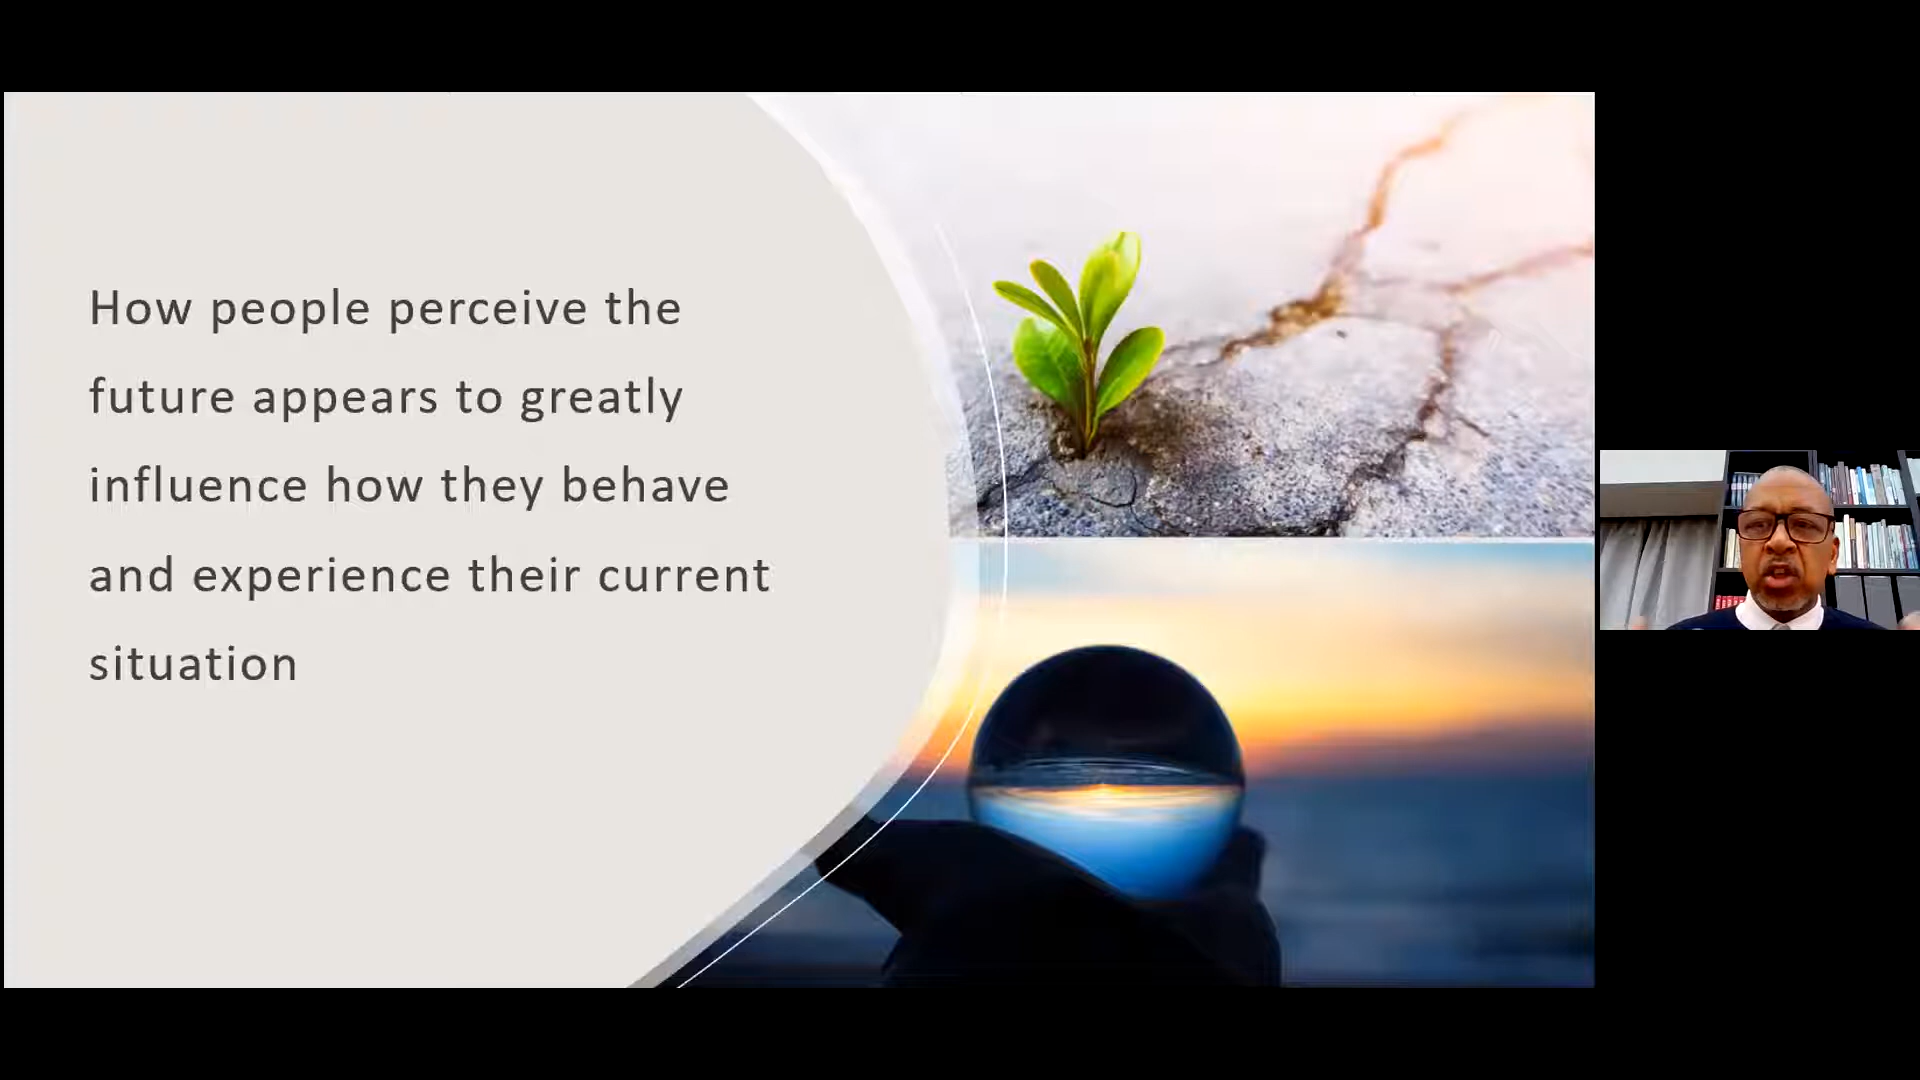 How people perceive the
future appears to greatly
influence how they behave
and experience their current
situation